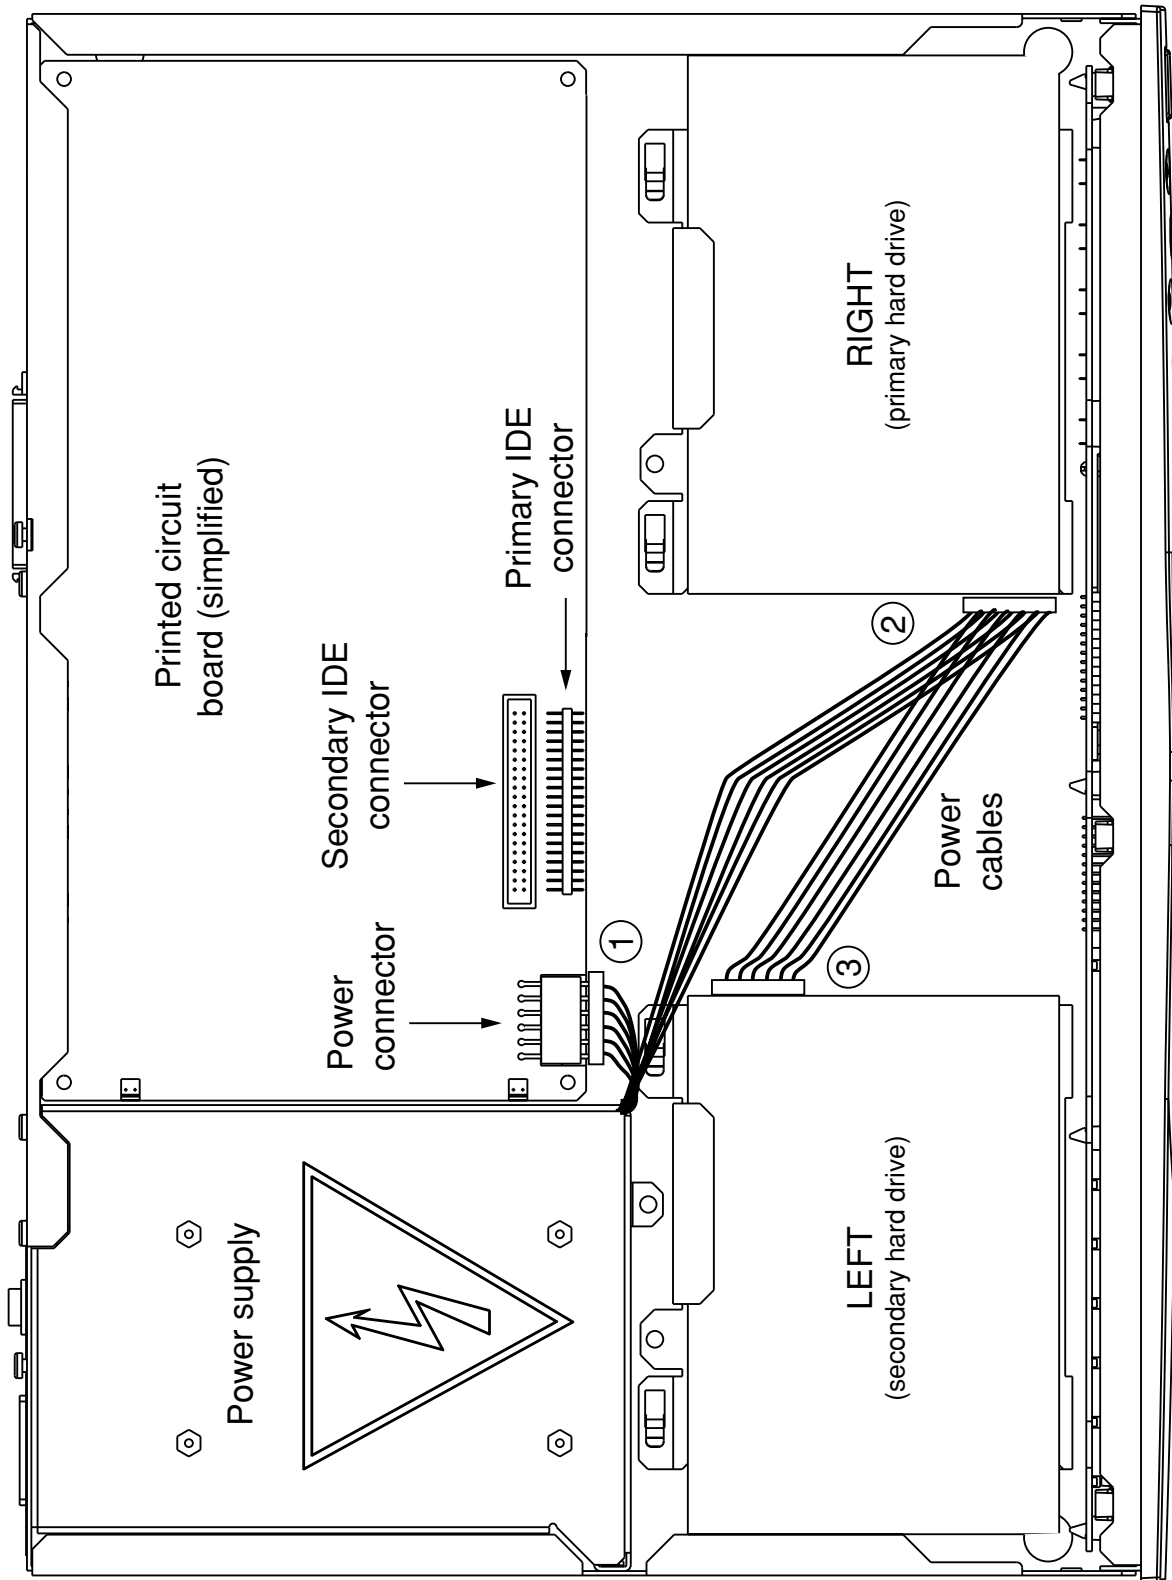 Printed circuit
board (simplified)
Secondary IDE
connector
Primary IDE
connector
Power
connector
Power supply
1
2
3
Power
cables
LEFT
(secondary hard drive)
RIGHT
(primary hard drive)